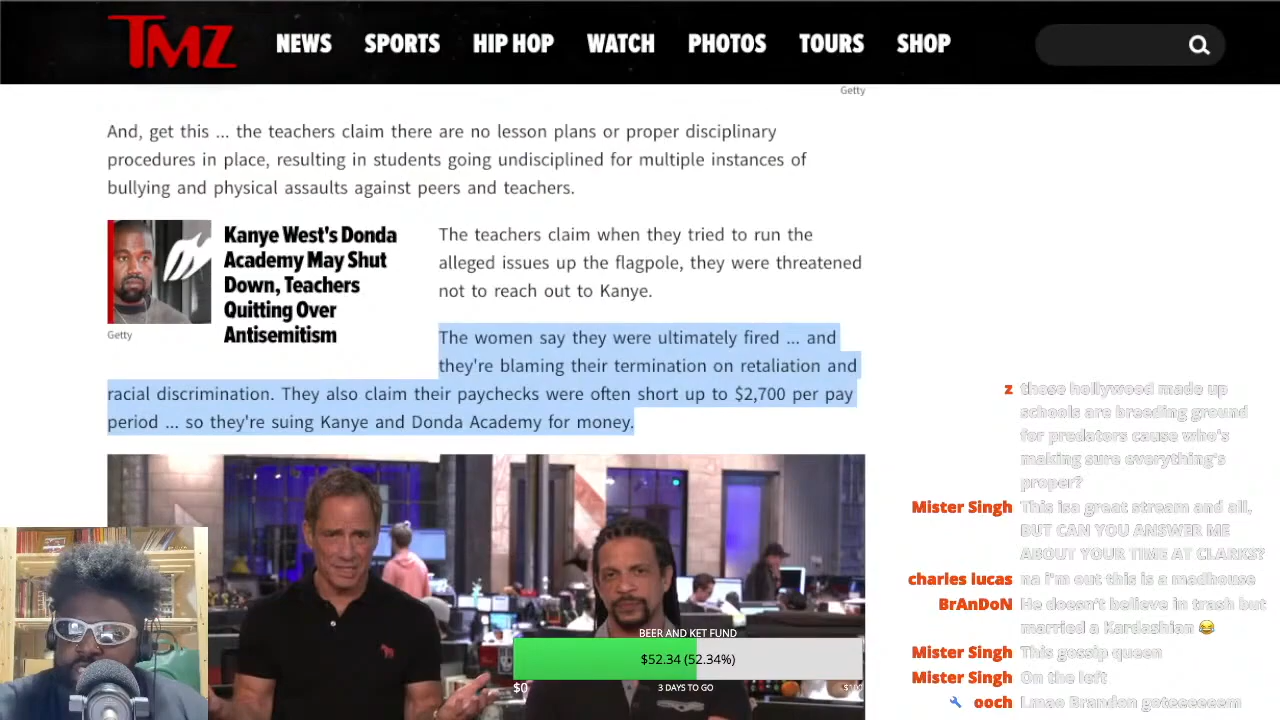 TMZ
NEWS
SPORTS
HIP HOP
WATCH
PHOTOS
TOURS
SHOP
Getty
And, get this ... the teachers claim there are no lesson plans or proper disciplinary
procedures in place, resulting in students going undisciplined for multiple instances of
bullying and physical assaults against peers and teachers.
Kanye West's Donda
Academy May Shut
Down, Teachers
Quitting Over
Antisemitism
Getty
The teachers claim when they tried to run the
alleged issues up the flagpole, they were threatened
not to reach out to Kanye.
The women say they were ultimately fired ... and
they're blaming their termination on retaliation and
racial discrimination. They also claim their paychecks were often short up to $2,700 per pay
period ... so they're suing Kanye and Donda Academy for money.
BEER AND KET FUND
$52.34 (52.34%)
$0
3 DAYS TO GO
$100
z those hollywood made up
schools are breeding ground
for predators cause who's
making sure everything's
proper?
Mister Singh This isa great stream and all,
BUT CAN YOU ANSWER ME
ABOUT YOUR TIME AT CLARKS?
charles lucas na i'm out this is a madhouse
BrAnDoN He doesn't believe in trash but
married a Kardashian 😂
Mister Singh This gossip queen
Mister Singh On the left
ooch Lmao Brandon goteeeeeem